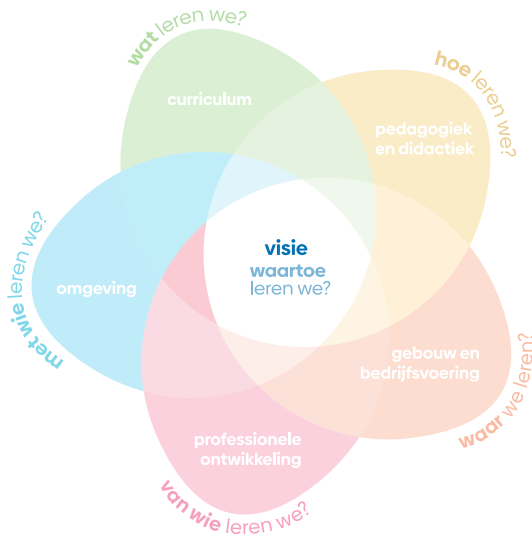 wat leren we?
curriculum
hoe leren we?
pedagogiek
en didactiek
visie
waartoe
leren we?
met wie leren we?
omgeving
gebouw en
bedrijfsvoering
waar we leren?
professionele
ontwikkeling
van wie leren we?